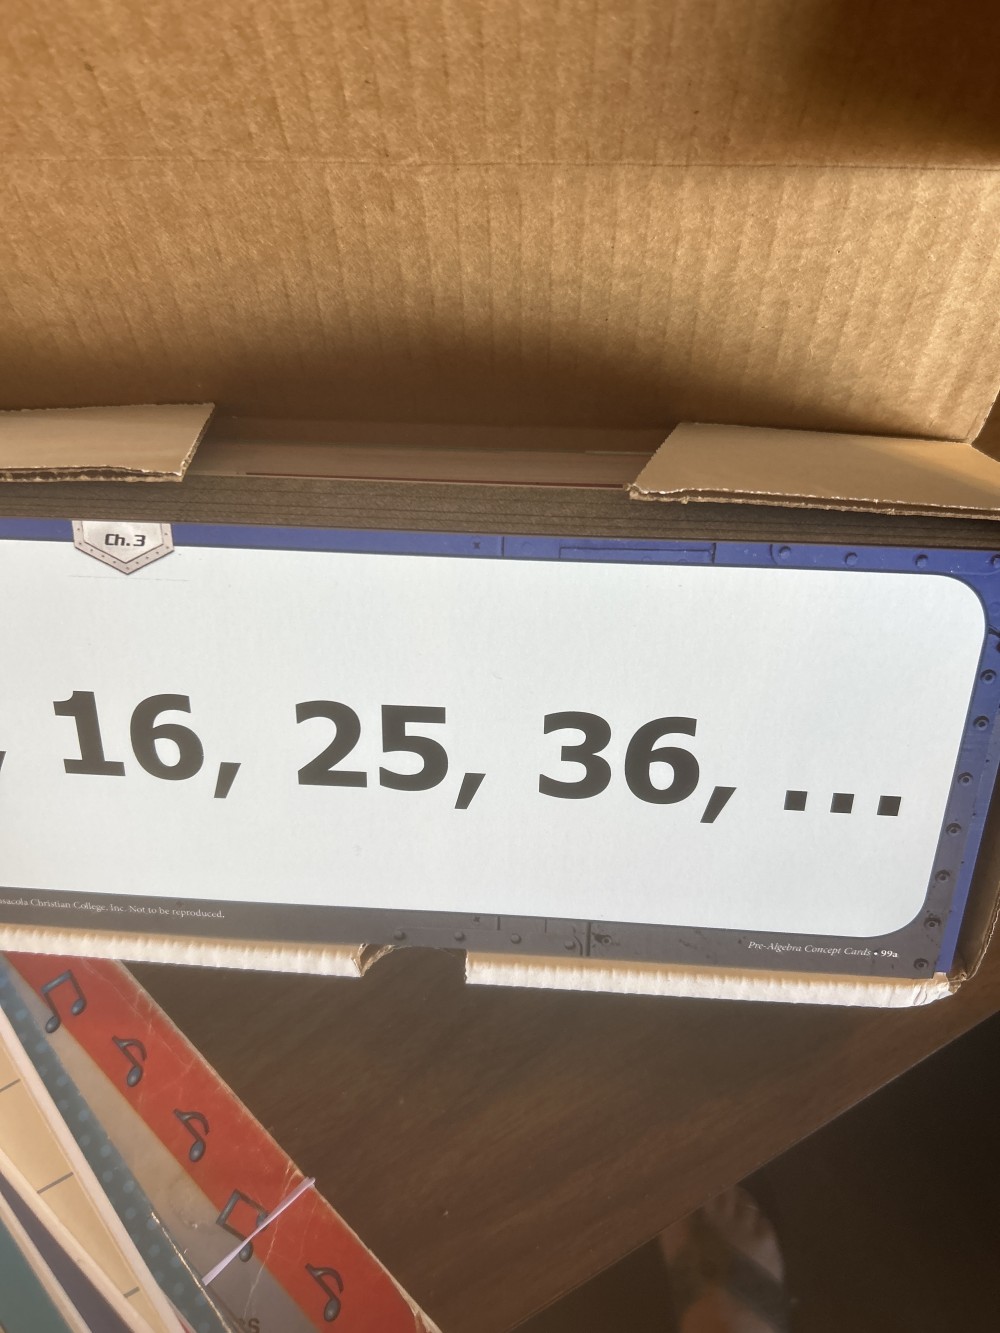 Ch. 3
, 16, 25, 36, ...
Christian College, Inc. Not to be reproduced.
Pre-Algebra Concept Cards • 99a